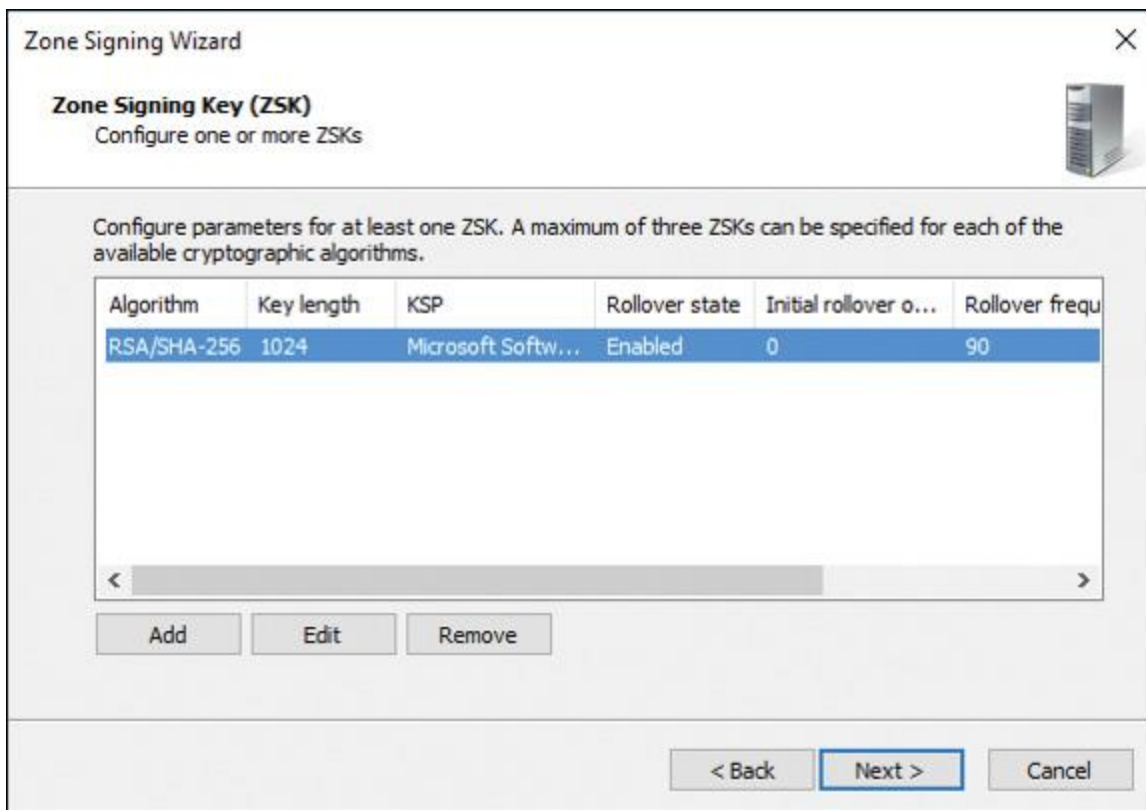 Zone Signing Wizard
Zone Signing Key (ZSK)
Configure one or more ZSKs
Configure parameters for at least one ZSK. A maximum of three ZSKs can be specified for each of the
available cryptographic algorithms.
Algorithm Key length KSP Rollover state Initial rollover o... Rollover frequ
RSA/SHA-256 1024 Microsoft Softw... Enabled 0 90
Add Edit Remove
< Back Next > Cancel